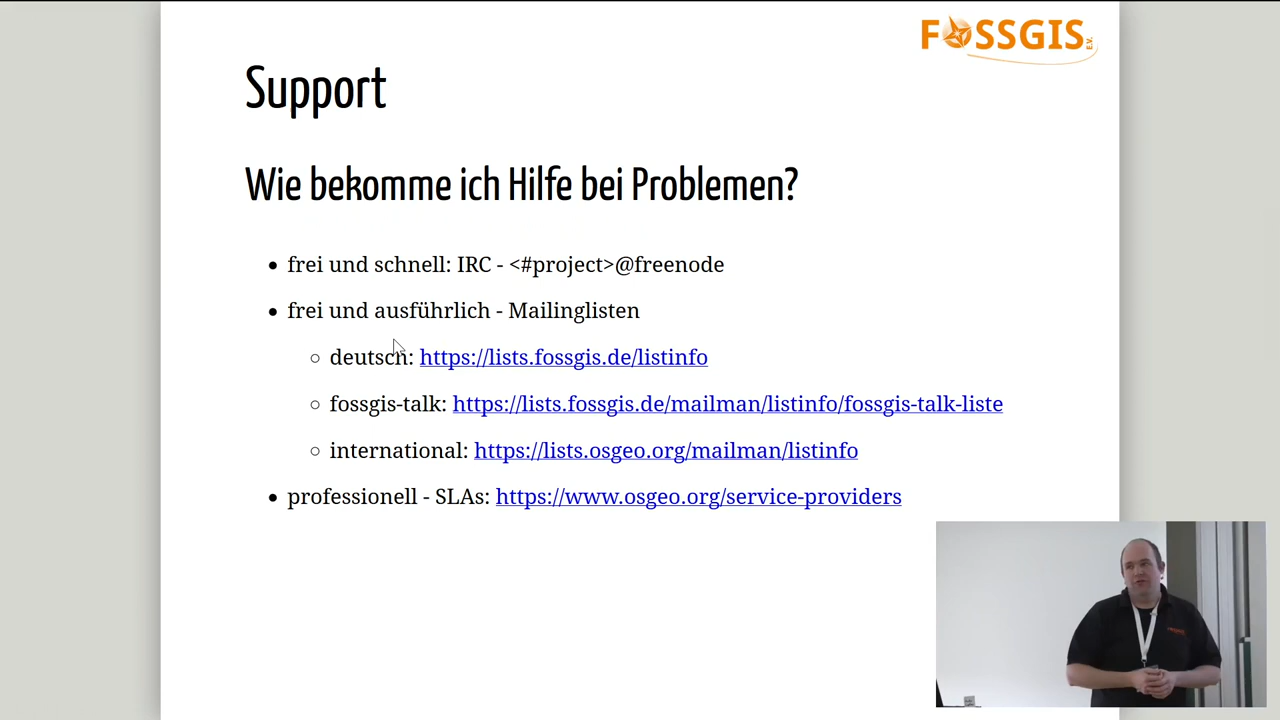 FOSSGIS e.V.
Support
Wie bekomme ich Hilfe bei Problemen?
frei und schnell: IRC - <#project>@freenode
frei und ausführlich - Mailinglisten
deutsch: https://lists.fossgis.de/listinfo
fossgis-talk: https://lists.fossgis.de/mailman/listinfo/fossgis-talk-liste
international: https://lists.osgeo.org/mailman/listinfo
professionell - SLAs: https://www.osgeo.org/service-providers